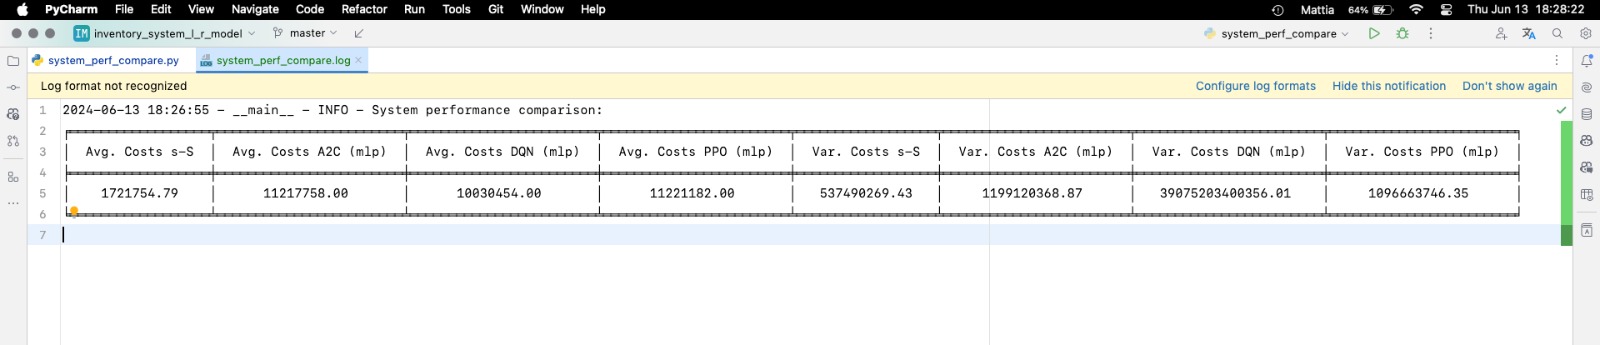 PyCharm File Edit View Navigate Code Refactor Run Tools Git Window Help Mattia 64% Thu Jun 13 18:28:22
IM inventory_system_l_r_model master system_perf_compare
system_perf_compare.py system_perf_compare.log
Log format not recognized Configure log formats Hide this notification Don't show again
1 2024-06-13 18:26:55 - __main__ - INFO - System performance comparison:
2
3 Avg. Costs s-S Avg. Costs A2C (mlp) Avg. Costs DQN (mlp) Avg. Costs PPO (mlp) Var. Costs s-S Var. Costs A2C (mlp) Var. Costs DQN (mlp) Var. Costs PPO (mlp)
4
5 1721754.79 11217758.00 10030454.00 11221182.00 537490269.43 1199120368.87 39075203400356.01 1096663746.35
6
7